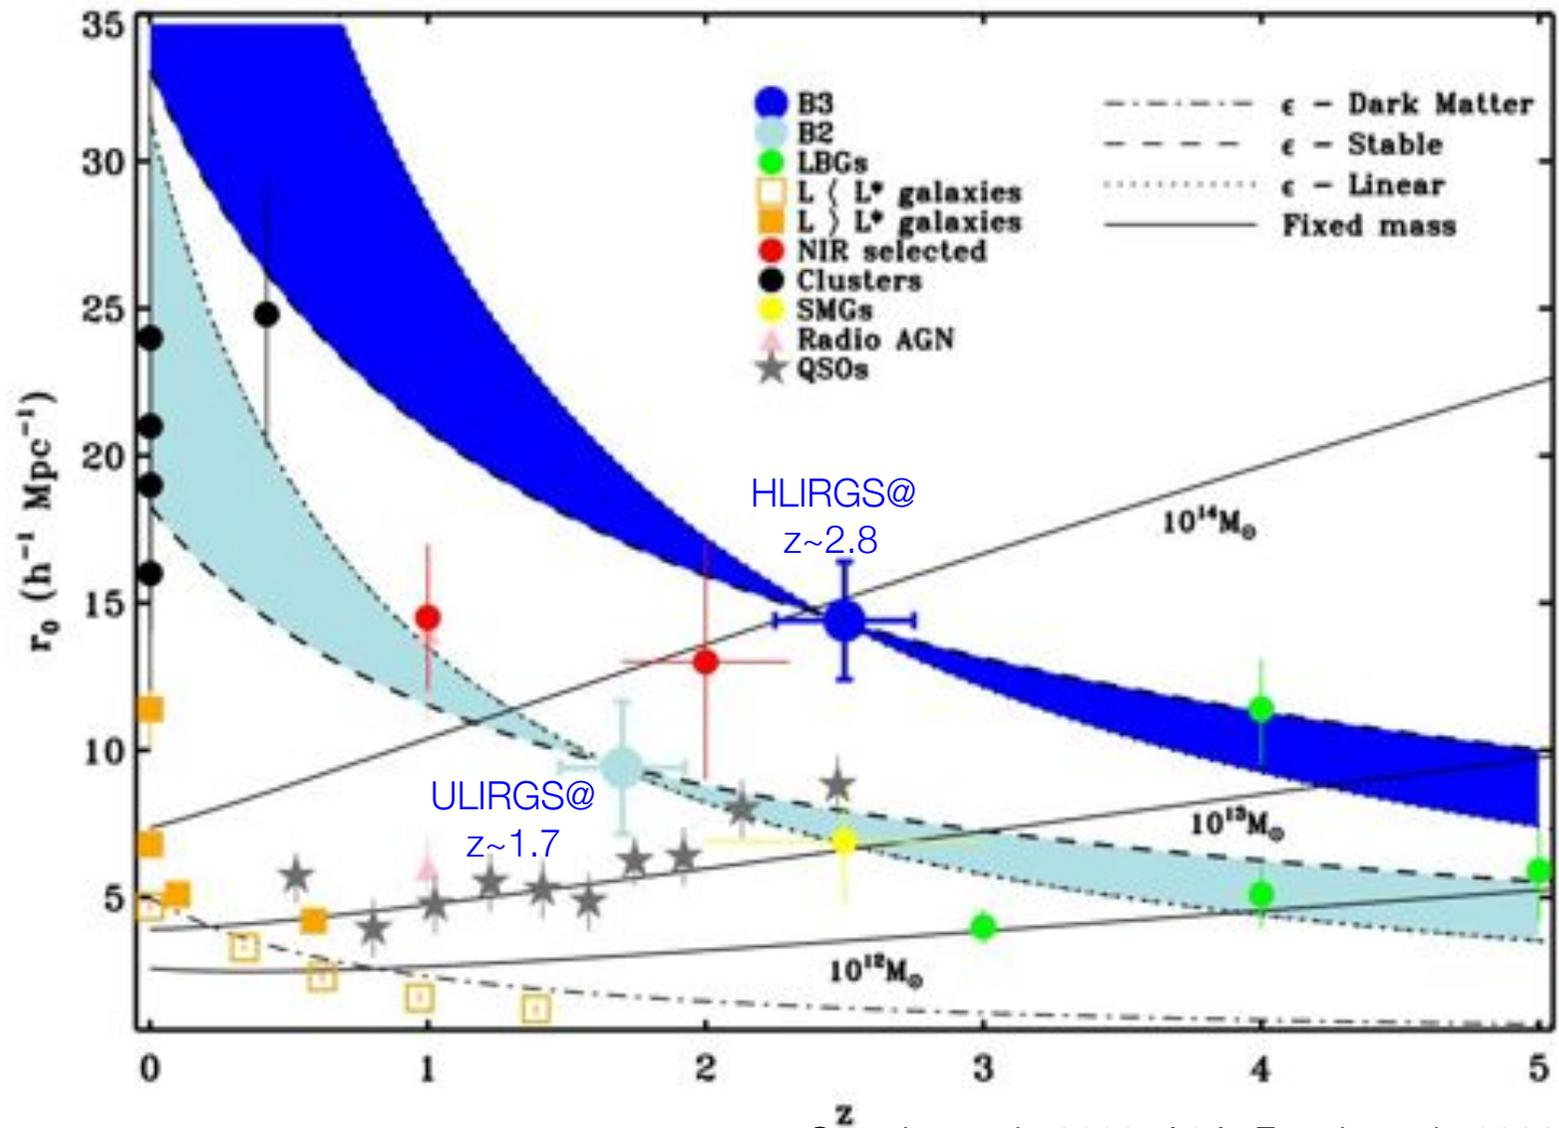 35
30
25
20
15
10
5
r₀ (h⁻¹ Mpc⁻¹)
B3
B2
LBGs
L ⟨ L* galaxies
L ⟩ L* galaxies
NIR selected
Clusters
SMGs
Radio AGN
QSOs
ϵ – Dark Matter
ϵ – Stable
ϵ – Linear
Fixed mass
HLIRGS@
z~2.8
10¹⁴M⊙
ULIRGS@
z~1.7
10¹³M⊙
10¹²M⊙
0 1 2 3 4 5
z